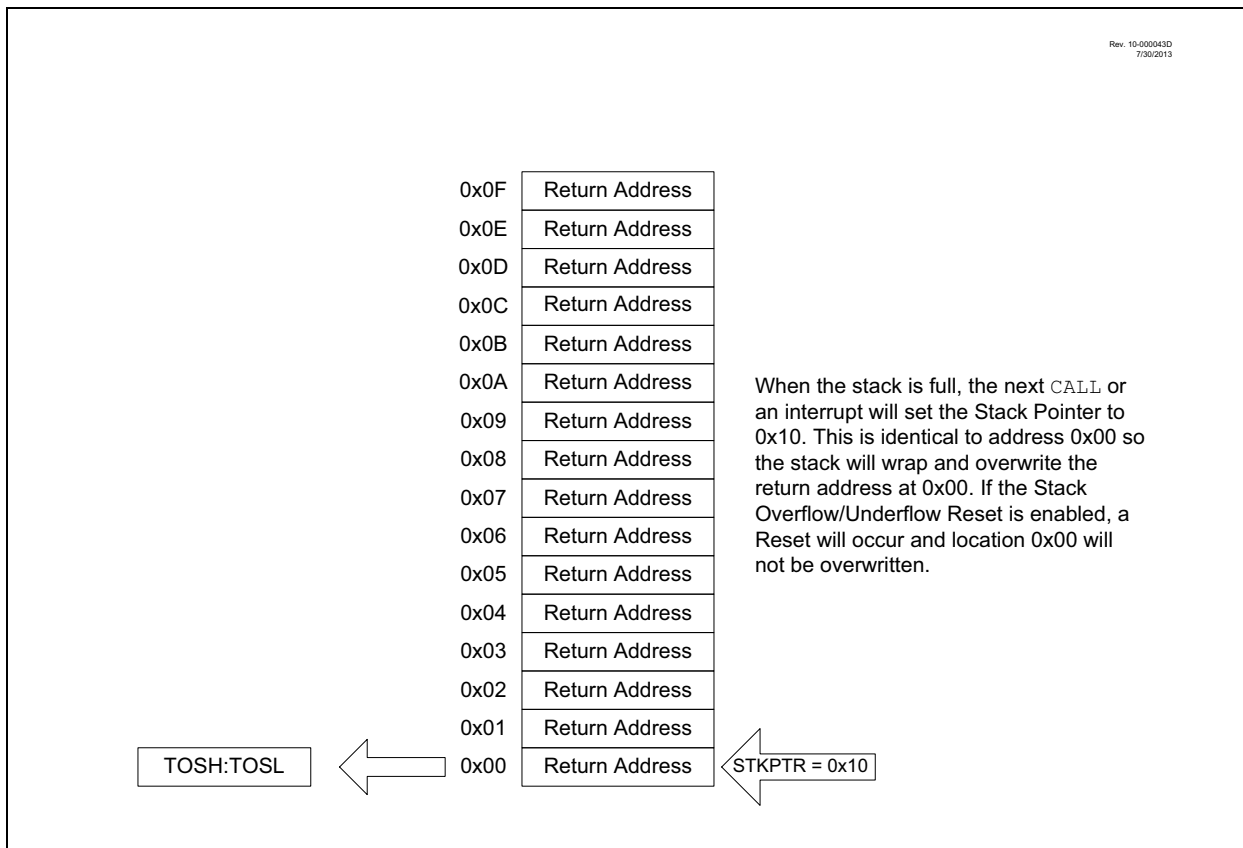 Rev. 10-000043D
7/30/2013
0x0F Return Address
0x0E Return Address
0x0D Return Address
0x0C Return Address
0x0B Return Address
0x0A Return Address
0x09 Return Address
0x08 Return Address
0x07 Return Address
0x06 Return Address
0x05 Return Address
0x04 Return Address
0x03 Return Address
0x02 Return Address
0x01 Return Address
TOSH:TOSL 0x00 Return Address STKPTR = 0x10
When the stack is full, the next CALL or
an interrupt will set the Stack Pointer to
0x10. This is identical to address 0x00 so
the stack will wrap and overwrite the
return address at 0x00. If the Stack
Overflow/Underflow Reset is enabled, a
Reset will occur and location 0x00 will
not be overwritten.